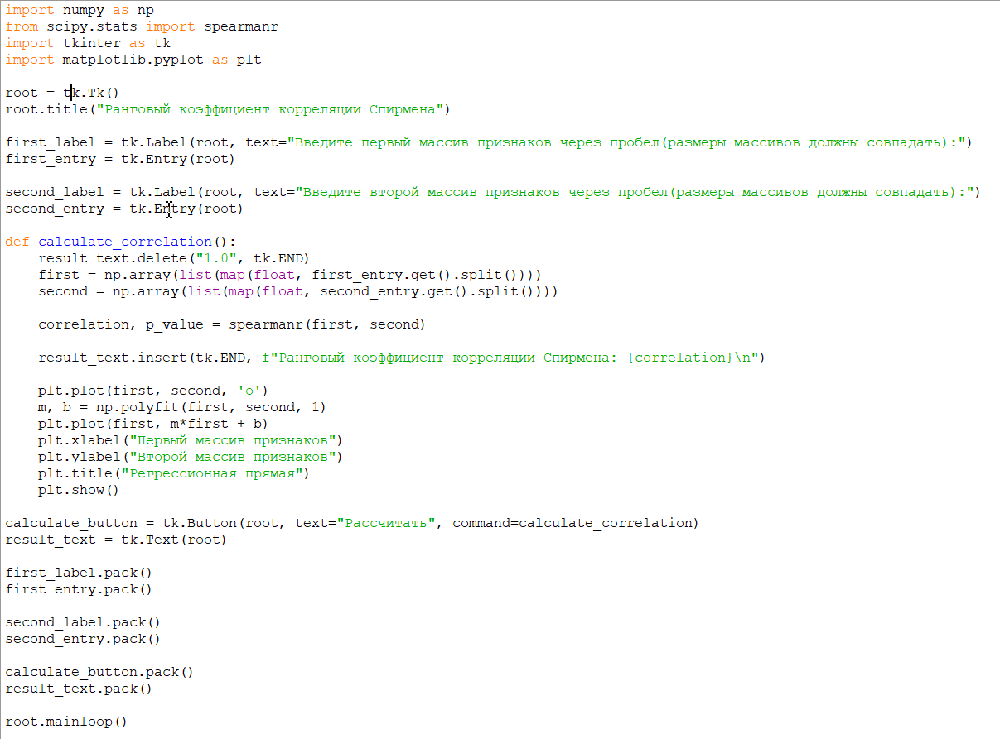 import numpy as np
from scipy.stats import spearmanr
import tkinter as tk
import matplotlib.pyplot as plt

root = tk.Tk()
root.title("Ранговый коэффициент корреляции Спирмена")

first_label = tk.Label(root, text="Введите первый массив признаков через пробел(размеры массивов должны совпадать):")
first_entry = tk.Entry(root)

second_label = tk.Label(root, text="Введите второй массив признаков через пробел(размеры массивов должны совпадать):")
second_entry = tk.Entry(root)

def calculate_correlation():
    result_text.delete("1.0", tk.END)
    first = np.array(list(map(float, first_entry.get().split())))
    second = np.array(list(map(float, second_entry.get().split())))

    correlation, p_value = spearmanr(first, second)

    result_text.insert(tk.END, f"Ранговый коэффициент корреляции Спирмена: {correlation}\n")

    plt.plot(first, second, 'o')
    m, b = np.polyfit(first, second, 1)
    plt.plot(first, m*first + b)
    plt.xlabel("Первый массив признаков")
    plt.ylabel("Второй массив признаков")
    plt.title("Регрессионная прямая")
    plt.show()

calculate_button = tk.Button(root, text="Рассчитать", command=calculate_correlation)
result_text = tk.Text(root)

first_label.pack()
first_entry.pack()

second_label.pack()
second_entry.pack()

calculate_button.pack()
result_text.pack()

root.mainloop()